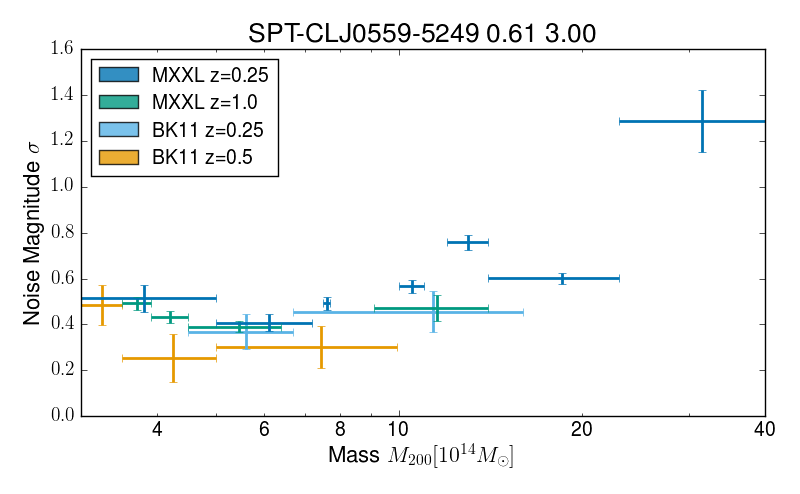 SPT-CLJ0559-5249 0.61 3.00
1.6
1.4
1.2
1.0
0.8
0.6
0.4
0.2
0.0
Noise Magnitude σ
MXXL z=0.25
MXXL z=1.0
BK11 z=0.25
BK11 z=0.5
4 6 8 10 20 40
Mass M₂₀₀[10¹⁴M☉]